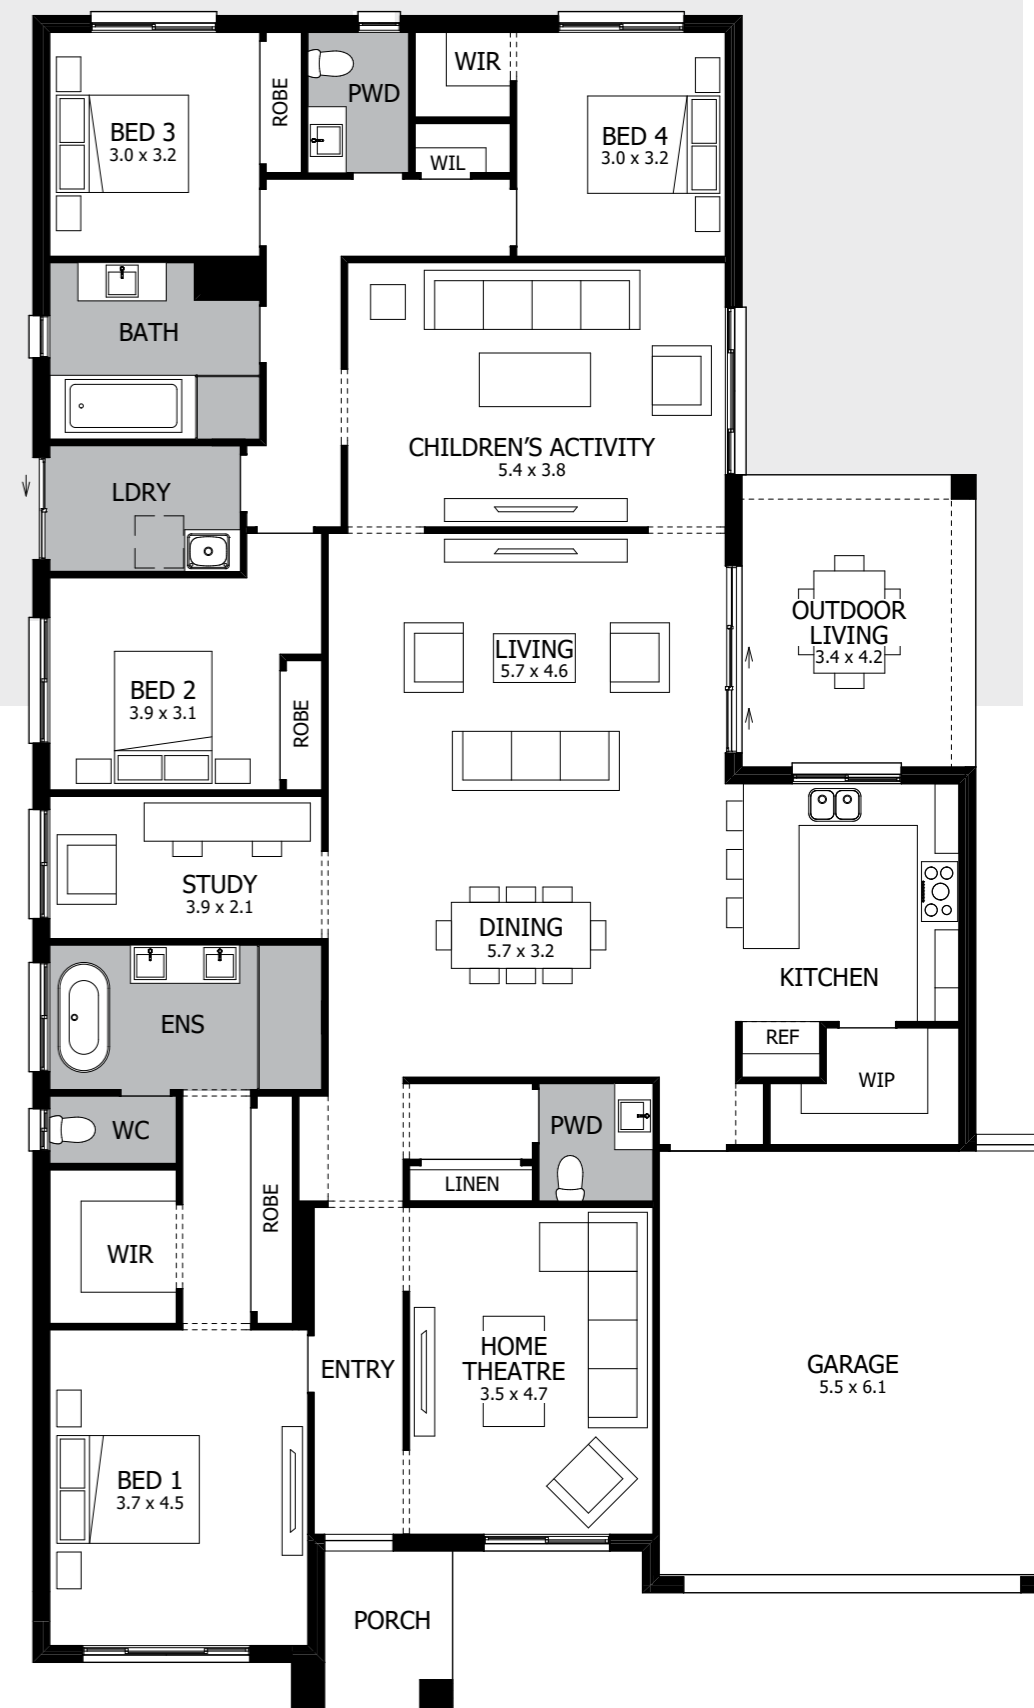 BED 3
3.0 x 3.2
ROBE
PWD
WIR
WIL
BED 4
3.0 x 3.2
BATH
CHILDREN'S ACTIVITY
5.4 x 3.8
LDRY
OUTDOOR
LIVING
3.4 x 4.2
LIVING
5.7 x 4.6
BED 2
3.9 x 3.1
ROBE
STUDY
3.9 x 2.1
DINING
5.7 x 3.2
KITCHEN
ENS
REF
WIP
WC
PWD
LINEN
ROBE
WIR
ENTRY
HOME
THEATRE
3.5 x 4.7
GARAGE
5.5 x 6.1
BED 1
3.7 x 4.5
PORCH